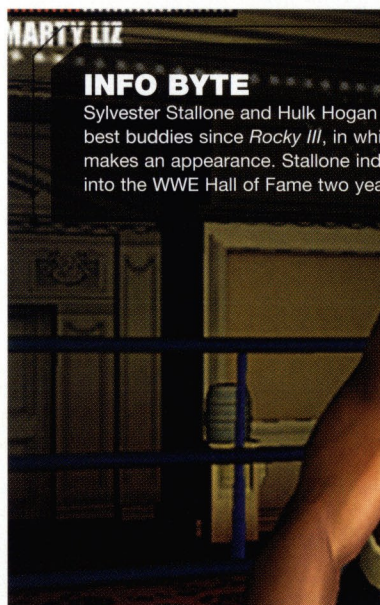 MARTY LIZ
INFO BYTE
Sylvester Stallone and Hulk Hogan
best buddies since Rocky III, in whi
makes an appearance. Stallone ind
into the WWE Hall of Fame two yea